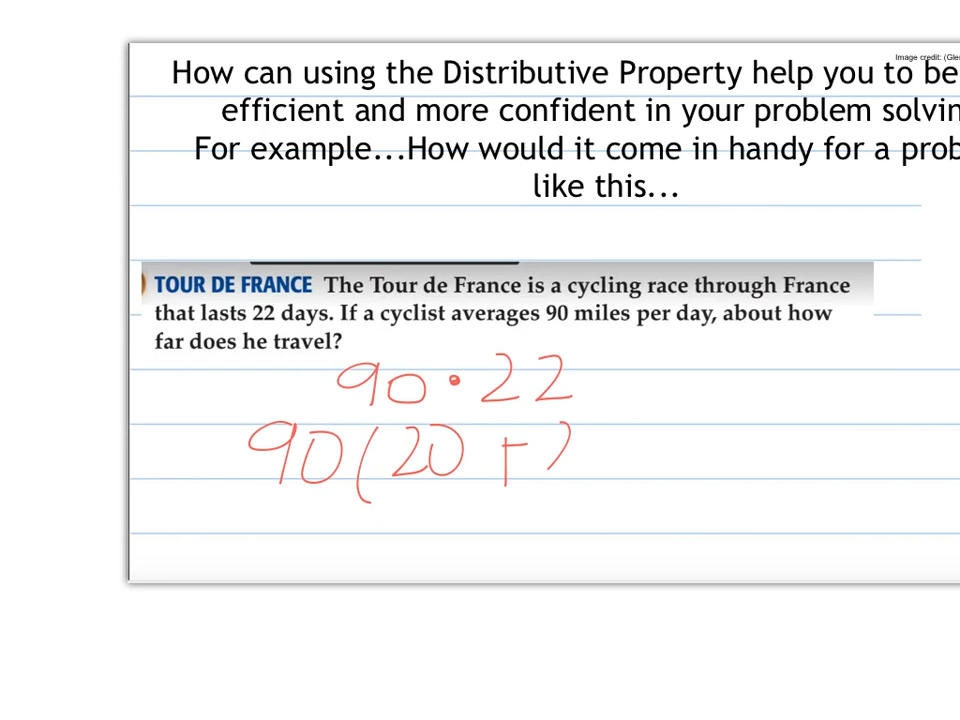 Image credit: (Gle
How can using the Distributive Property help you to be
efficient and more confident in your problem solvin
For example...How would it come in handy for a prob
like this...
TOUR DE FRANCE The Tour de France is a cycling race through France
that lasts 22 days. If a cyclist averages 90 miles per day, about how
far does he travel?
90 • 22
90(20 +